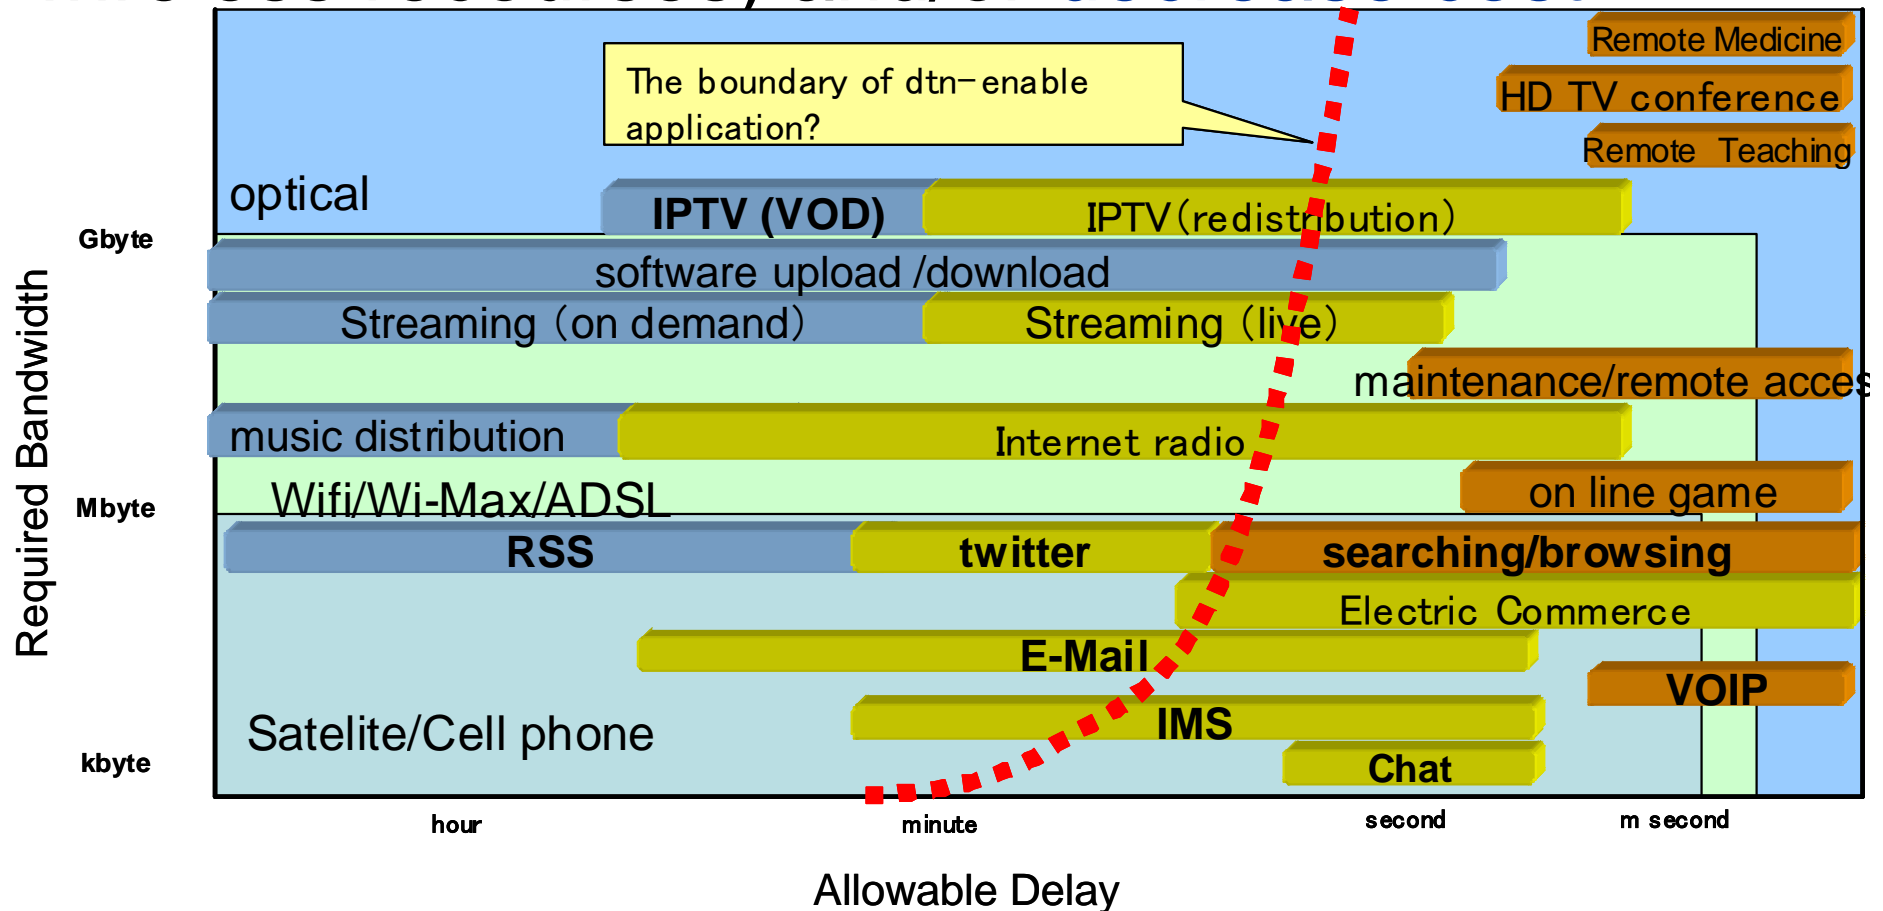 The boundary of dtn-enable
application?
Remote Medicine
HD TV conference
Remote Teaching
optical
IPTV (VOD)
IPTV(redistribution)
Gbyte
software upload /download
Streaming (on demand)
Streaming (live)
maintenance/remote acces
music distribution
Internet radio
Wifi/Wi-Max/ADSL
on line game
Mbyte
Required Bandwidth
RSS
twitter
searching/browsing
Electric Commerce
E-Mail
VOIP
Satelite/Cell phone
IMS
kbyte
Chat
hour
minute
second
m second
Allowable Delay